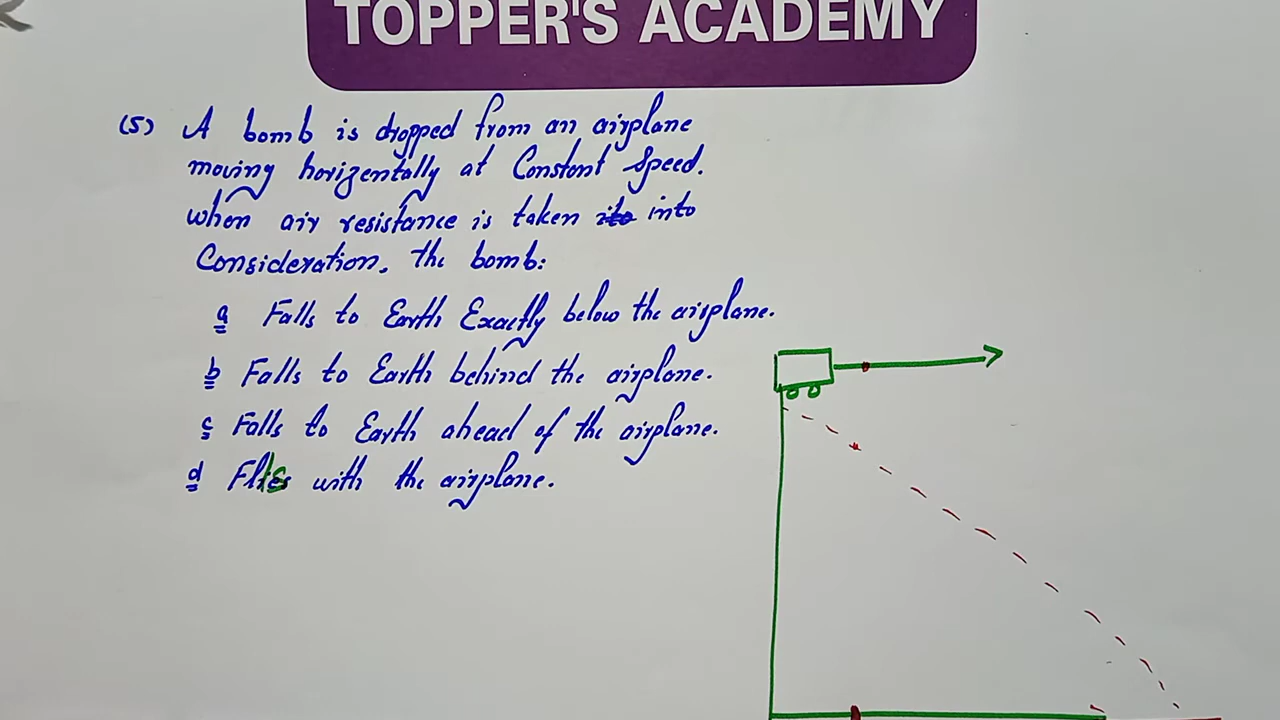 TOPPER'S ACADEMY
(5) A bomb is dropped from an airplane
moving horizentally at Constant Speed.
when air resistance is taken into
Consideration, the bomb:
a Falls to Earth Exactly below the airplane.
b Falls to Earth behind the airplane.
c Falls to Earth ahead of the airplane.
d Flies with the airplane.